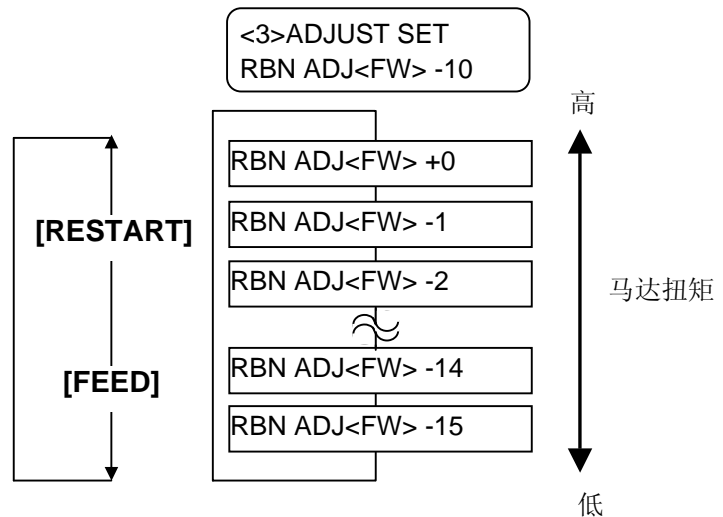 <3>ADJUST SET
RBN ADJ<FW> -10
高
RBN ADJ<FW> +0
[RESTART]
RBN ADJ<FW> -1
RBN ADJ<FW> -2
马达扭矩
[FEED]
RBN ADJ<FW> -14
RBN ADJ<FW> -15
低